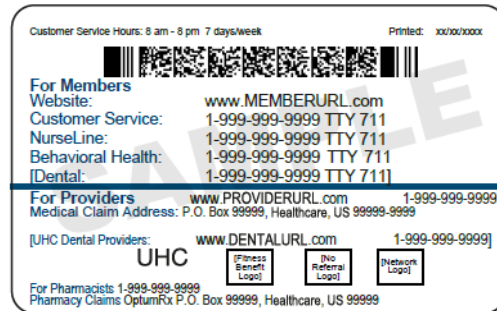 Customer Service Hours: 8 am - 8 pm 7 days/week Printed: xx/xx/xxxx
SAMPLE
For Members
Website: www.MEMBERURL.com
Customer Service: 1-999-999-9999 TTY 711
NurseLine: 1-999-999-9999 TTY 711
Behavioral Health: 1-999-999-9999 TTY 711
[Dental: 1-999-999-9999 TTY 711]
For Providers www.PROVIDERURL.com 1-999-999-9999
Medical Claim Address: P.O. Box 99999, Healthcare, US 99999-9999
[UHC Dental Providers: www.DENTALURL.com 1-999-999-9999]
UHC
[Fitness
Benefit
Logo]
[No
Referral
Logo]
[Network
Logo]
For Pharmacists 1-999-999-9999
Pharmacy Claims OptumRx P.O. Box 99999, Healthcare, US 99999